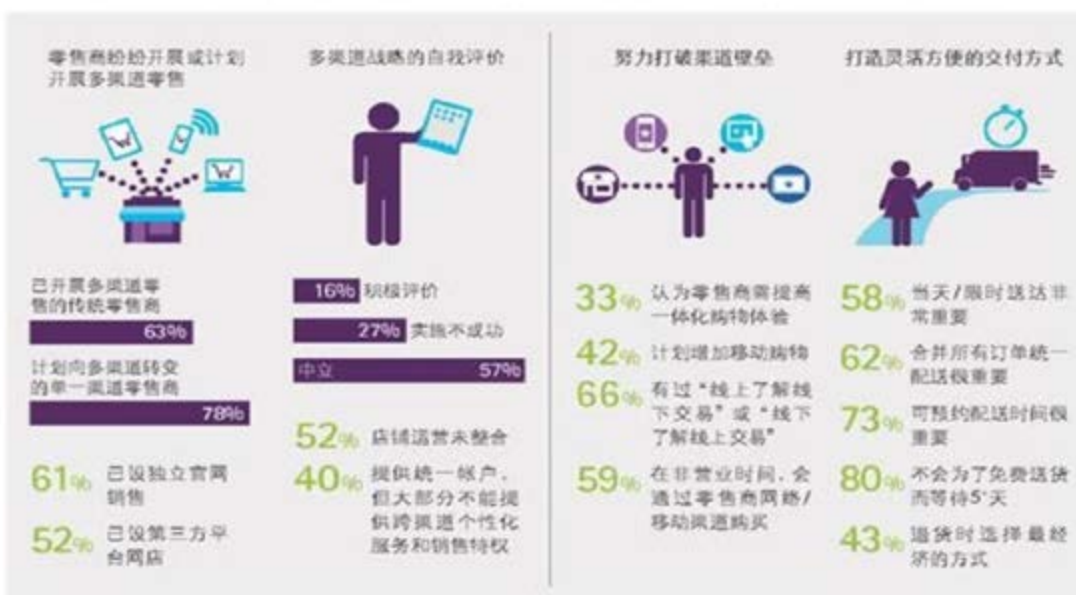 零售商纷纷开展或计划
开展多渠道零售
已开展多渠道零
售的传统零售商
63%
计划向多渠道转变
的单一渠道零售商
78%
61% 已设独立官网
销售
52% 已设第三方平
台网店
多渠道战略的自我评价
16% 积极评价
27% 实施不成功
中立 57%
52% 店铺运营未整合
40% 提供统一帐户，
但大部分不能提
供跨渠道个性化
服务和销售特权
努力打破渠道壁垒
33% 认为零售商需提高
一体化购物体验
42% 计划增加移动购物
66% 有过“线上了解线
下交易”或“线下
了解线上交易”
59% 在非营业时间，会
通过零售商网络/
移动渠道购买
打造灵活方便的交付方式
58% 当天/限时送达非
常重要
62% 合并所有订单统一
配送很重要
73% 可预约配送时间很
重要
80% 不会为了免费送货
而等待5+天
43% 退货时选择最经
济的方式